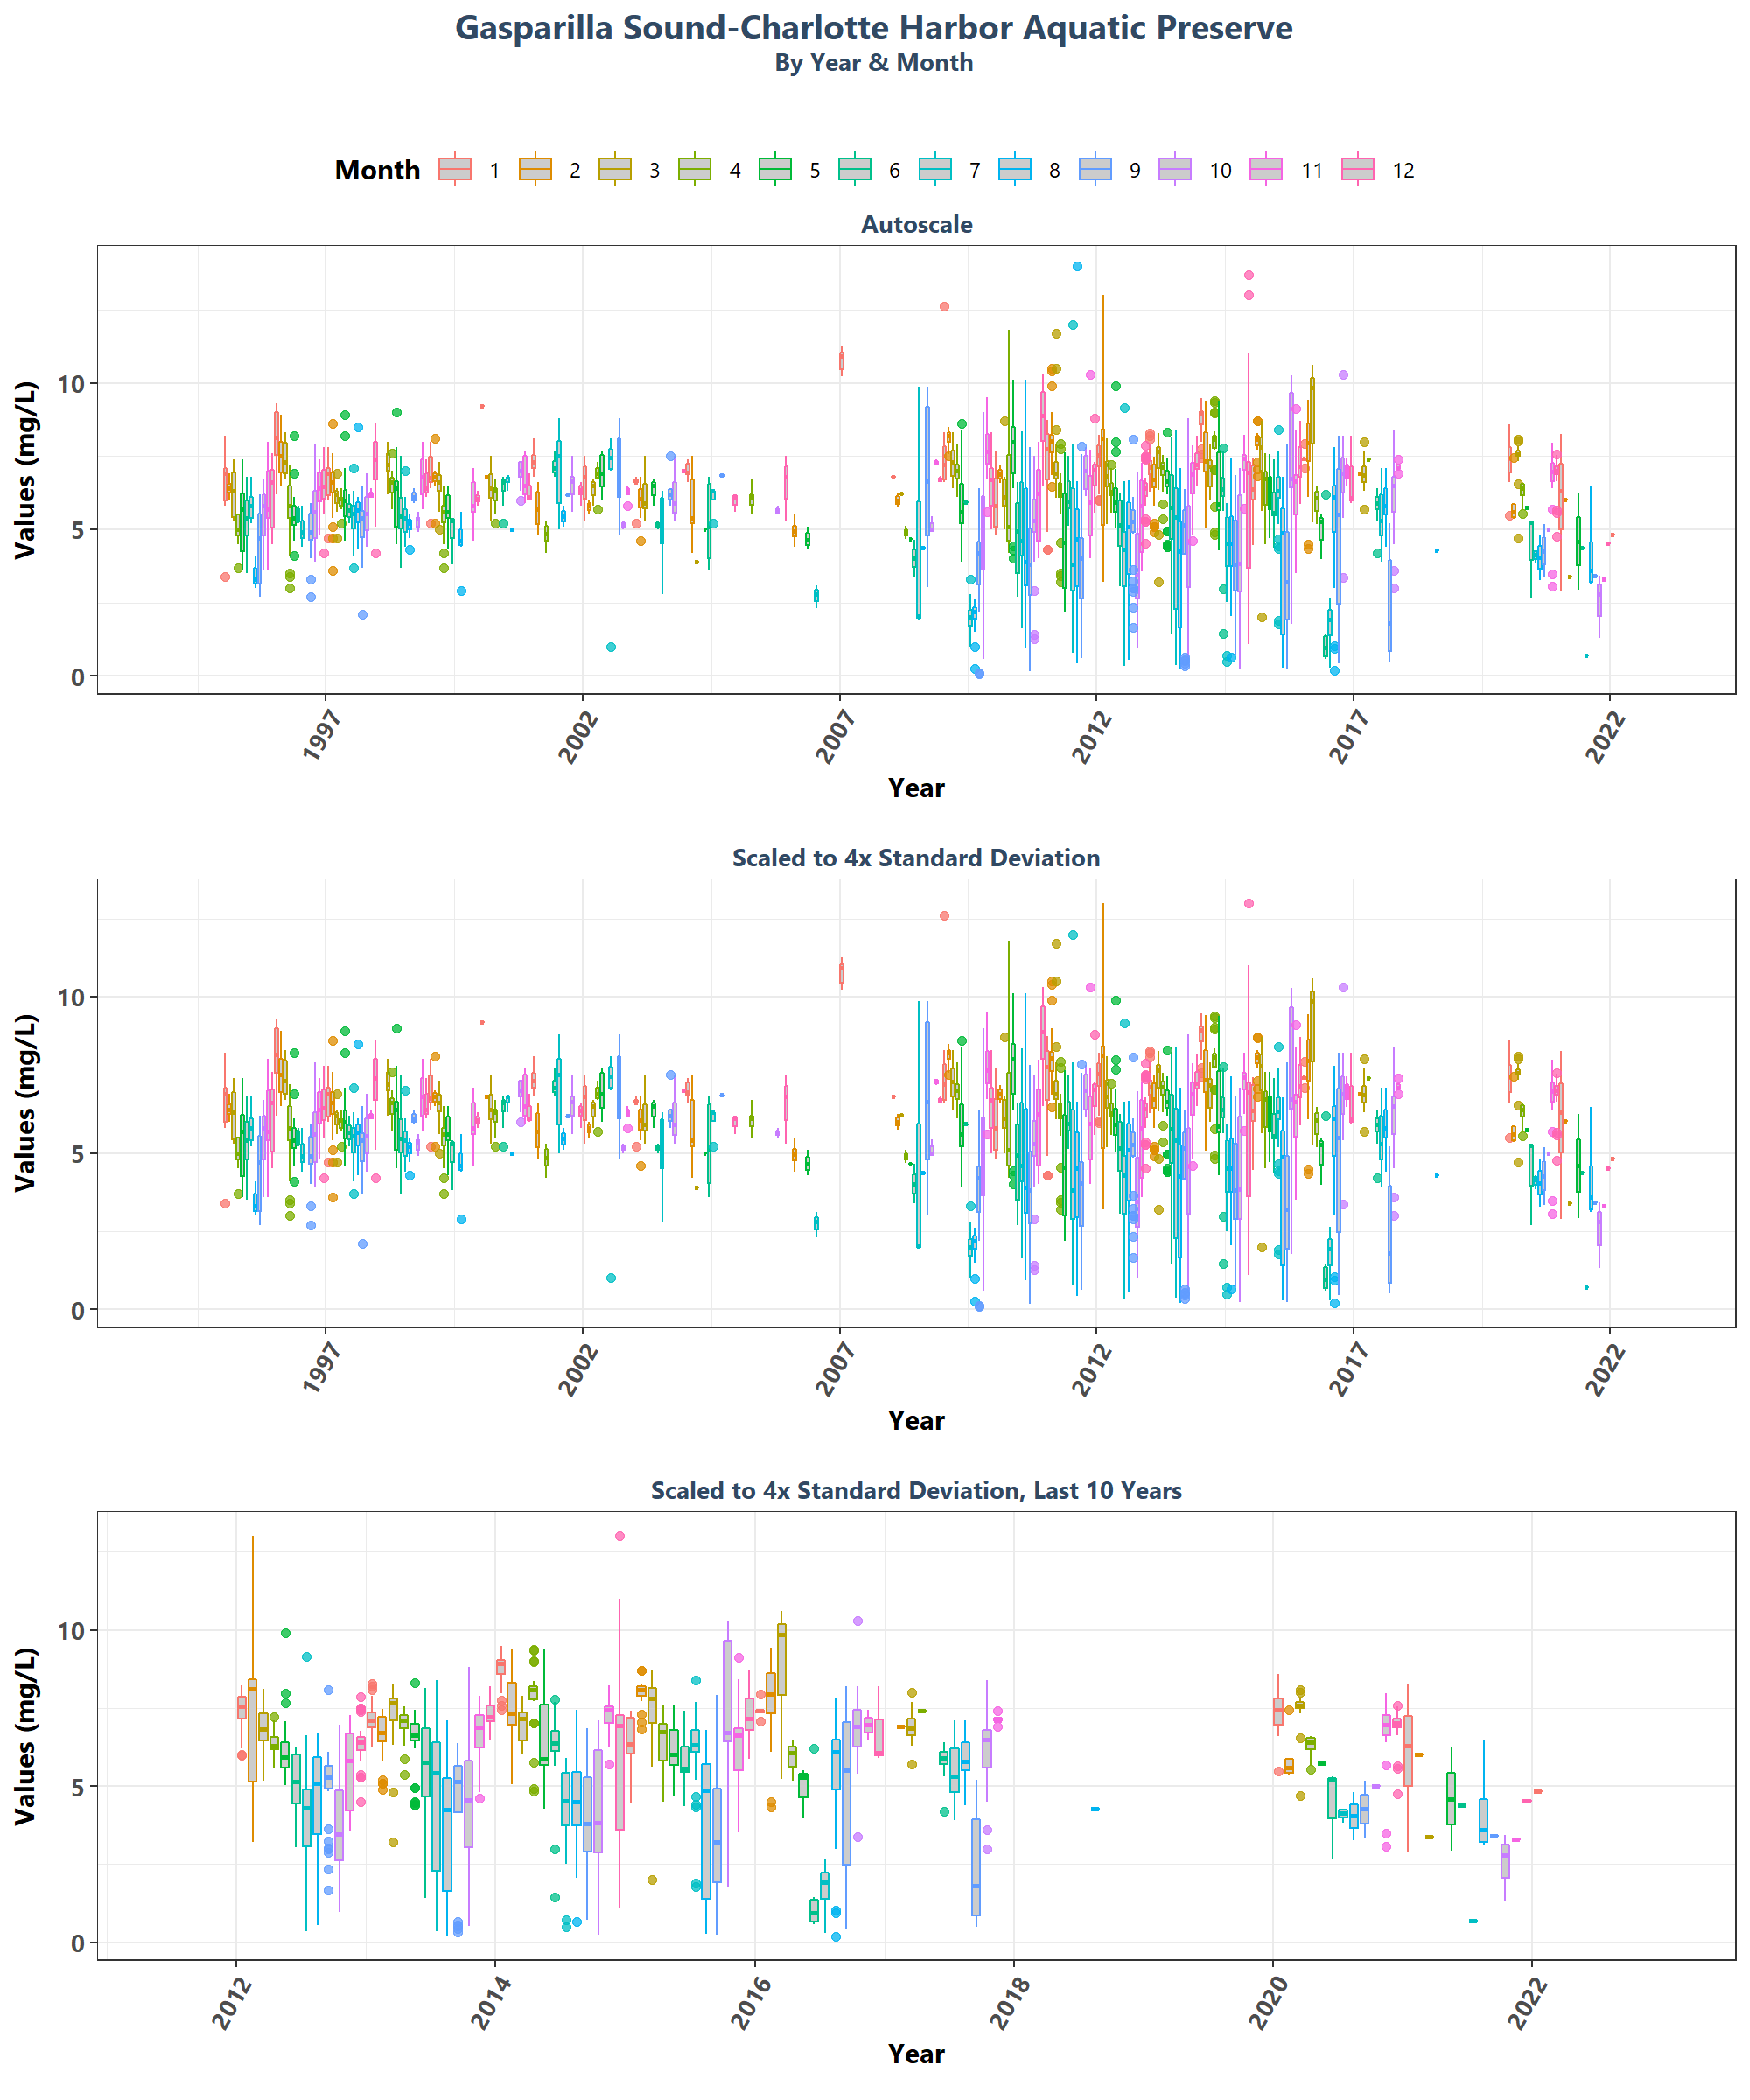 Gasparilla Sound-Charlotte Harbor Aquatic Preserve
By Year & Month
Month 1 2 3 4 5 6 7 8 9 10 11 12
Autoscale
Values (mg/L)
10
5
0
1997 2002 2007 2012 2017 2022
Year
Scaled to 4x Standard Deviation
Values (mg/L)
10
5
0
1997 2002 2007 2012 2017 2022
Year
Scaled to 4x Standard Deviation, Last 10 Years
Values (mg/L)
10
5
0
2012 2014 2016 2018 2020 2022
Year